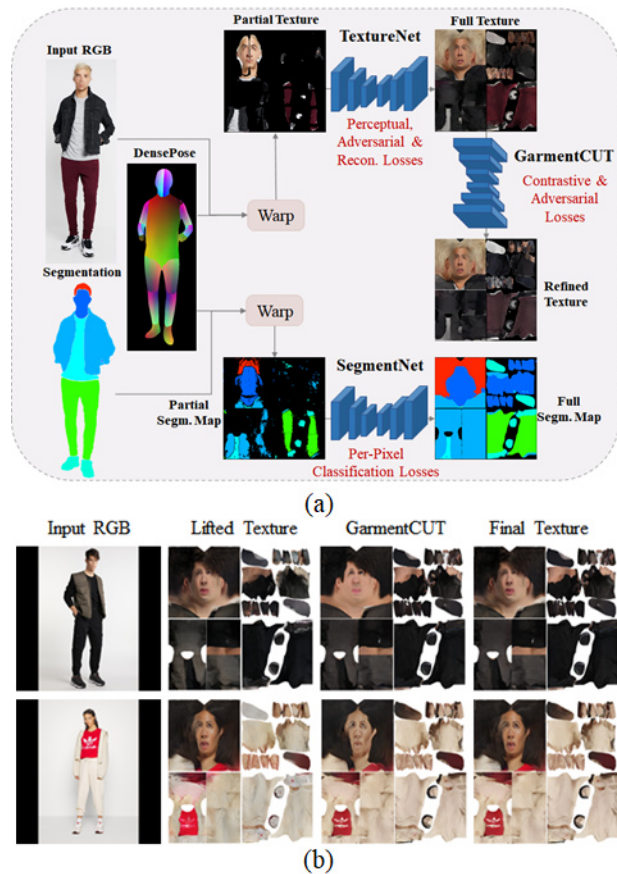 Input RGB
DensePose
Segmentation
Partial Texture
TextureNet
Perceptual,
Adversarial &
Recon. Losses
Full Texture
GarmentCUT
Contrastive &
Adversarial
Losses
Warp
Warp
Refined
Texture
Partial
Segm. Map
SegmentNet
Per-Pixel
Classification Losses
Full
Segm. Map
(a)
Input RGB
Lifted Texture
GarmentCUT
Final Texture
(b)